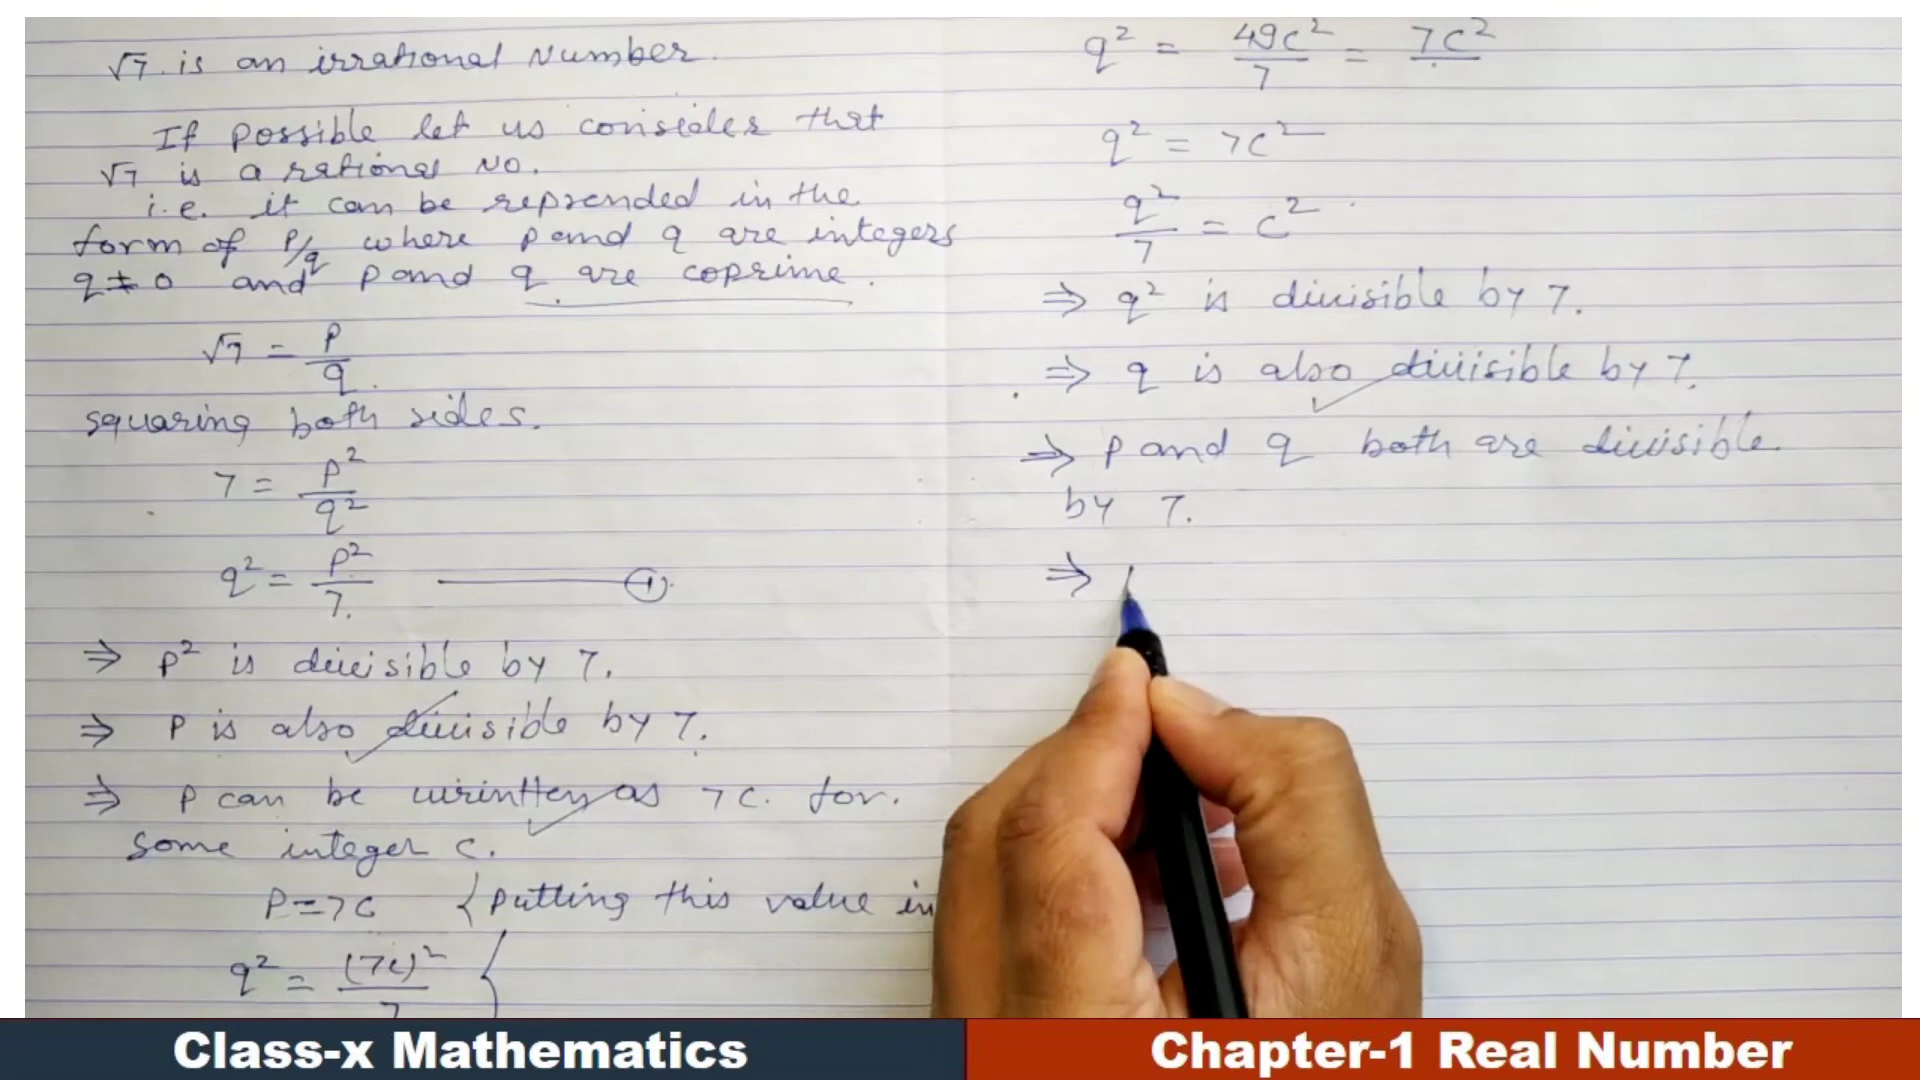 √7 is an irrational Number.
If possible let us consider that
√7 is a rational NO.
i.e. it can be reprsended in the
form of P/q where p and q are integers
q ≠ 0 and p and q are coprime.
√7 = P/q.
squaring both sides.
7 = P²/q²
q² = P²/7. ——— ①
⇒ P² is divisible by 7.
⇒ P is also divisible by 7.
⇒ P can be wrintten as 7c. for.
some integer c.
P = 7c { putting this value in
q² = (7c)²/7 {
q² = 49c²/7 = 7c²
q² = 7c²
q²/7 = c²
⇒ q² is divisible by 7.
⇒ q is also divisible by 7.
⇒ P and q both are divisible
by 7.
⇒
Class-x Mathematics
Chapter-1 Real Number